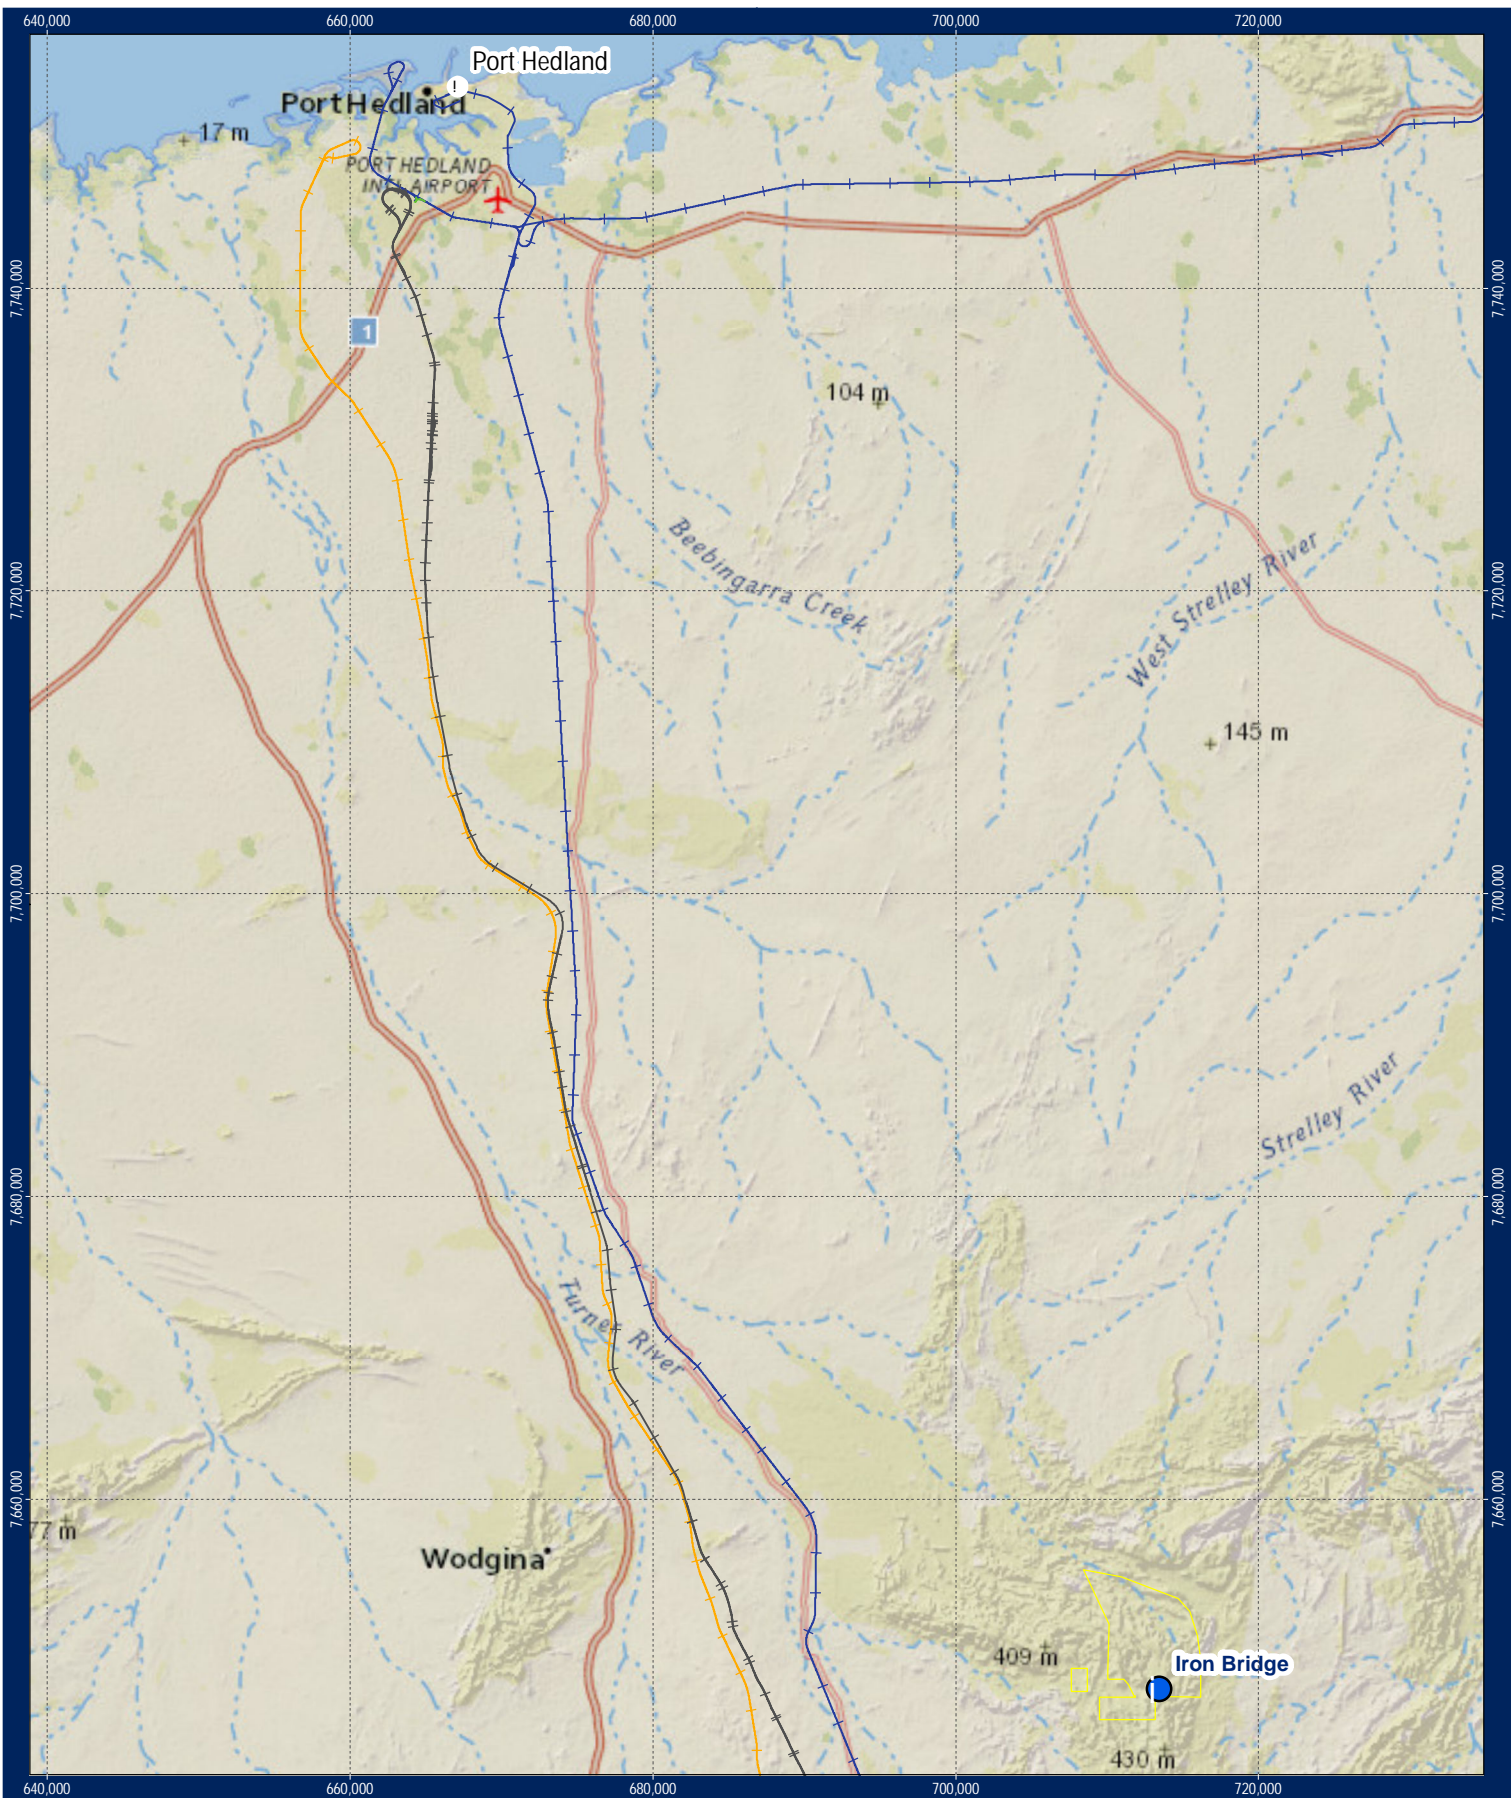 640,000 660,000 680,000 700,000 720,000
Port Hedland
!
Port Hedland
17 m
PORT HEDLAND
INTL AIRPORT
7,740,000 7,740,000
1
104 m
Beebingarra Creek
West Strelley River
7,720,000 7,720,000
145 m
7,700,000 7,700,000
Strelley River
7,680,000 7,680,000
Turner River
7,660,000 7,660,000
77 m
Wodgina
409 m
Iron Bridge
430 m
640,000 660,000 680,000 700,000 720,000